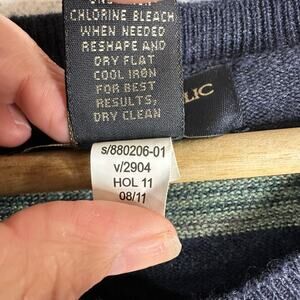 CHLORINE BLEACH
WHEN NEEDED
RESHAPE AND
DRY FLAT
COOL IRON
FOR BEST
RESULTS,
DRY CLEAN
LIC
s/880206-01
v/2904
HOL 11
08/11